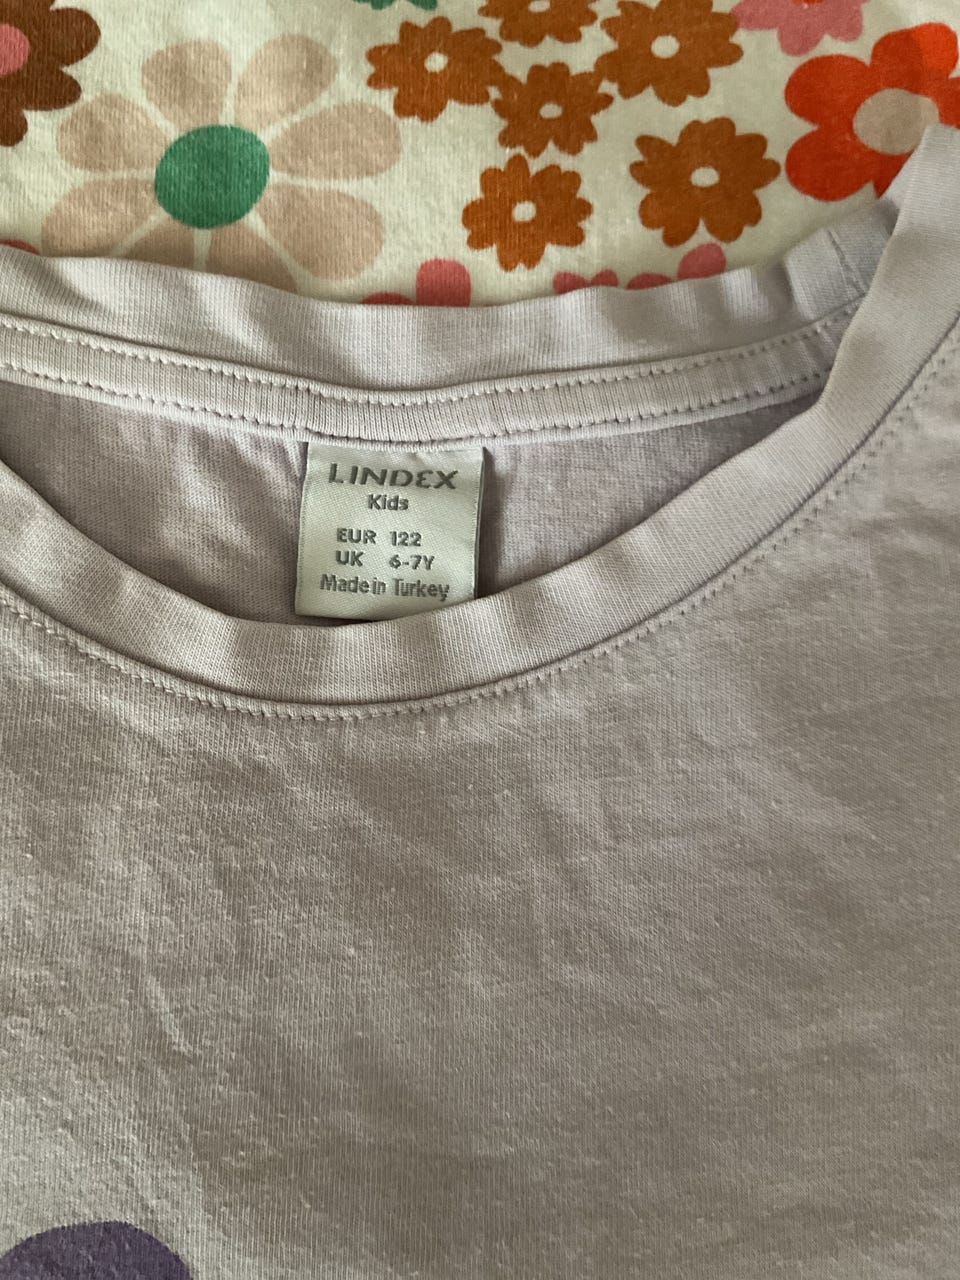 LINDEX
Kids
EUR 122
UK 6-7Y
Made in Turkey